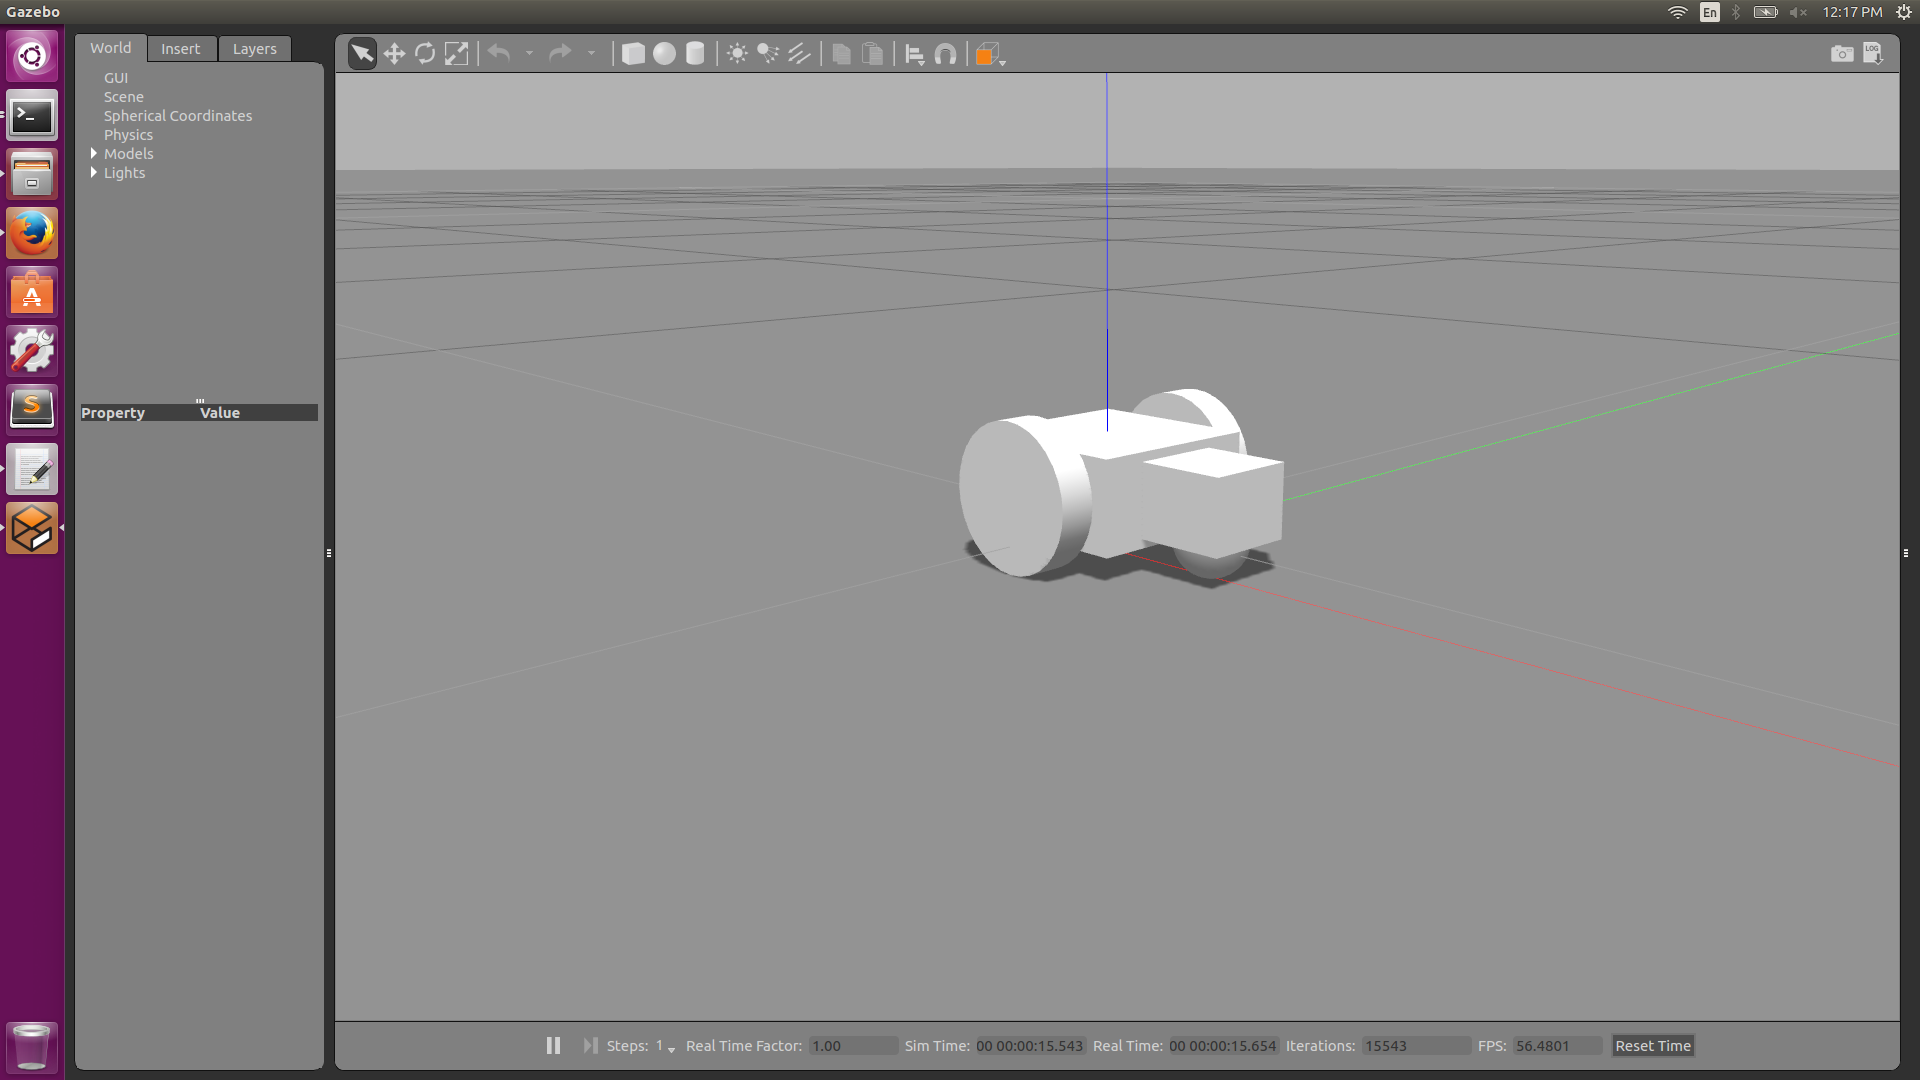 Gazebo
En
12:17 PM
World Insert Layers
LOG
GUI
Scene
Spherical Coordinates
Physics
Models
Lights
Property Value
Steps: 1 Real Time Factor: 1.00 Sim Time: 00 00:00:15.543 Real Time: 00 00:00:15.654 Iterations: 15543 FPS: 56.4801 Reset Time